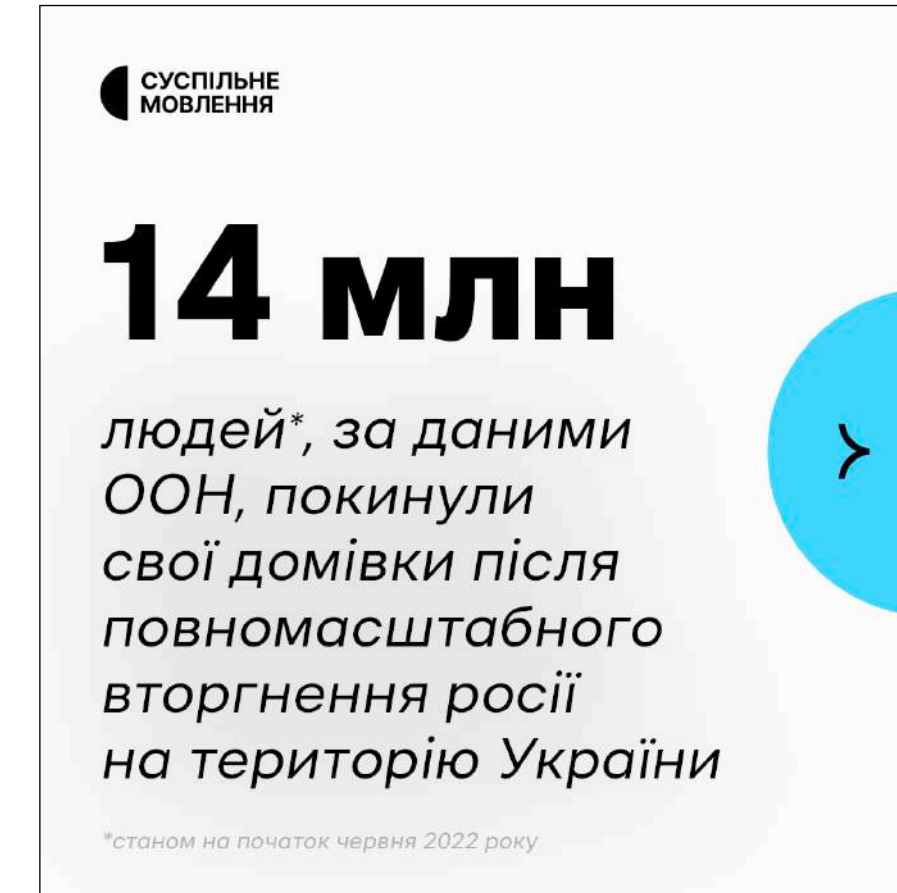 СУСПІЛЬНЕ
МОВЛЕННЯ
14 млн
людей*, за даними
ООН, покинули
свої домівки після
повномасштабного
вторгнення росії
на територію України
*станом на початок червня 2022 року